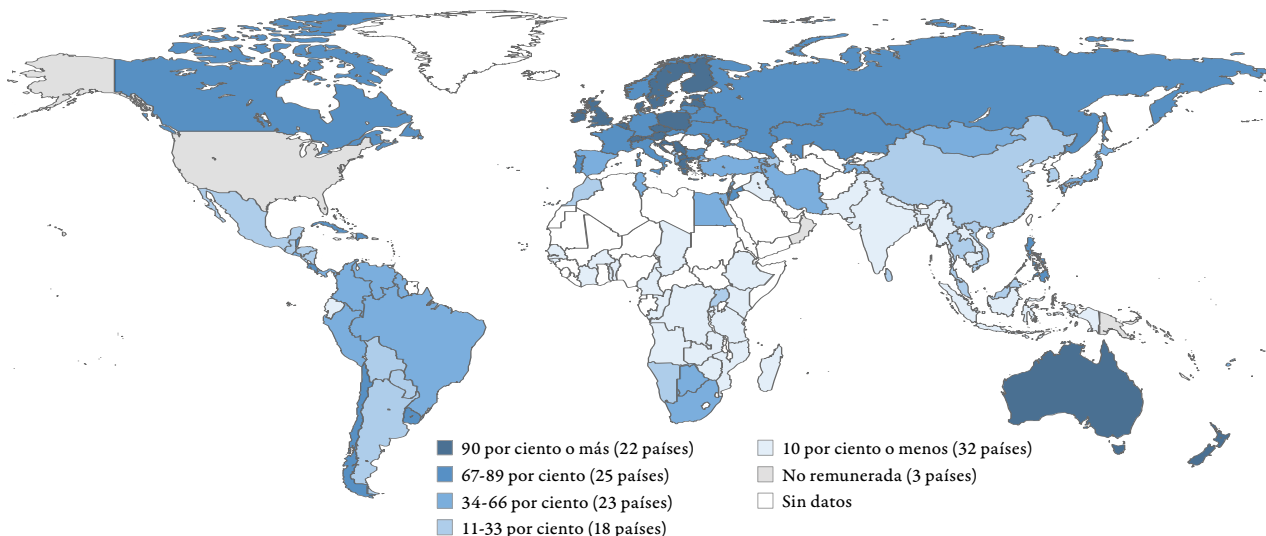 90 por ciento o más (22 países)
67-89 por ciento (25 países)
34-66 por ciento (23 países)
11-33 por ciento (18 países)
10 por ciento o menos (32 países)
No remunerada (3 países)
Sin datos